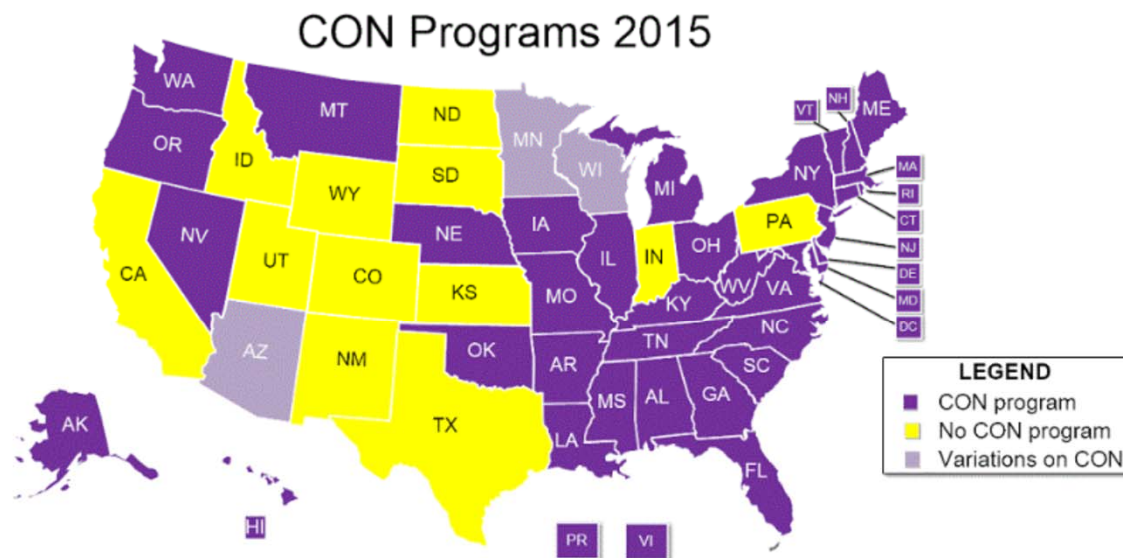 CON Programs 2015
WA
MT
ND
MN
VT
NH
ME
OR
ID
SD
WI
MI
NY
MA
RI
WY
CT
NV
NE
IA
PA
NJ
CA
UT
CO
KS
IL
IN
OH
DE
MO
WV
VA
MD
KY
DC
AZ
NM
OK
AR
TN
NC
SC
MS
AL
GA
TX
LA
FL
AK
HI
PR
VI
LEGEND
CON program
No CON program
Variations on CON